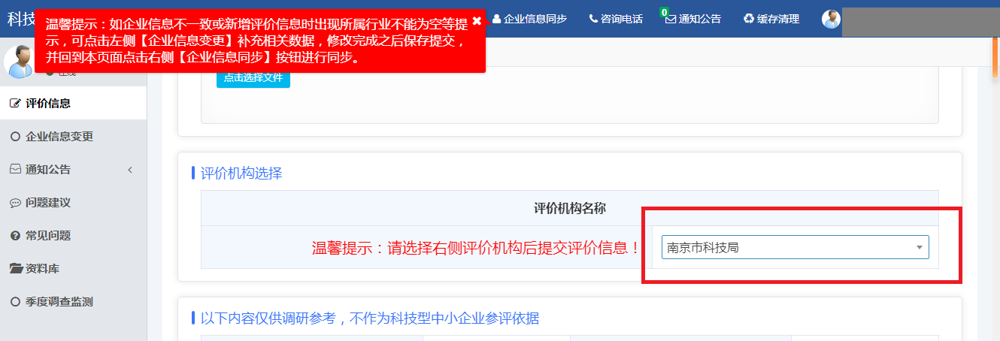 科技
温馨提示：如企业信息不一致或新增评价信息时出现所属行业不能为空等提
示，可点击左侧【企业信息变更】补充相关数据，修改完成之后保存提交，
并回到本页面点击右侧【企业信息同步】按钮进行同步。
企业信息同步
咨询电话
0
通知公告
缓存清理
点击选择文件
评价信息
企业信息变更
通知公告
问题建议
常见问题
资料库
季度调查监测
评价机构选择
评价机构名称
温馨提示：请选择右侧评价机构后提交评价信息！
南京市科技局
以下内容仅供调研参考，不作为科技型中小企业参评依据